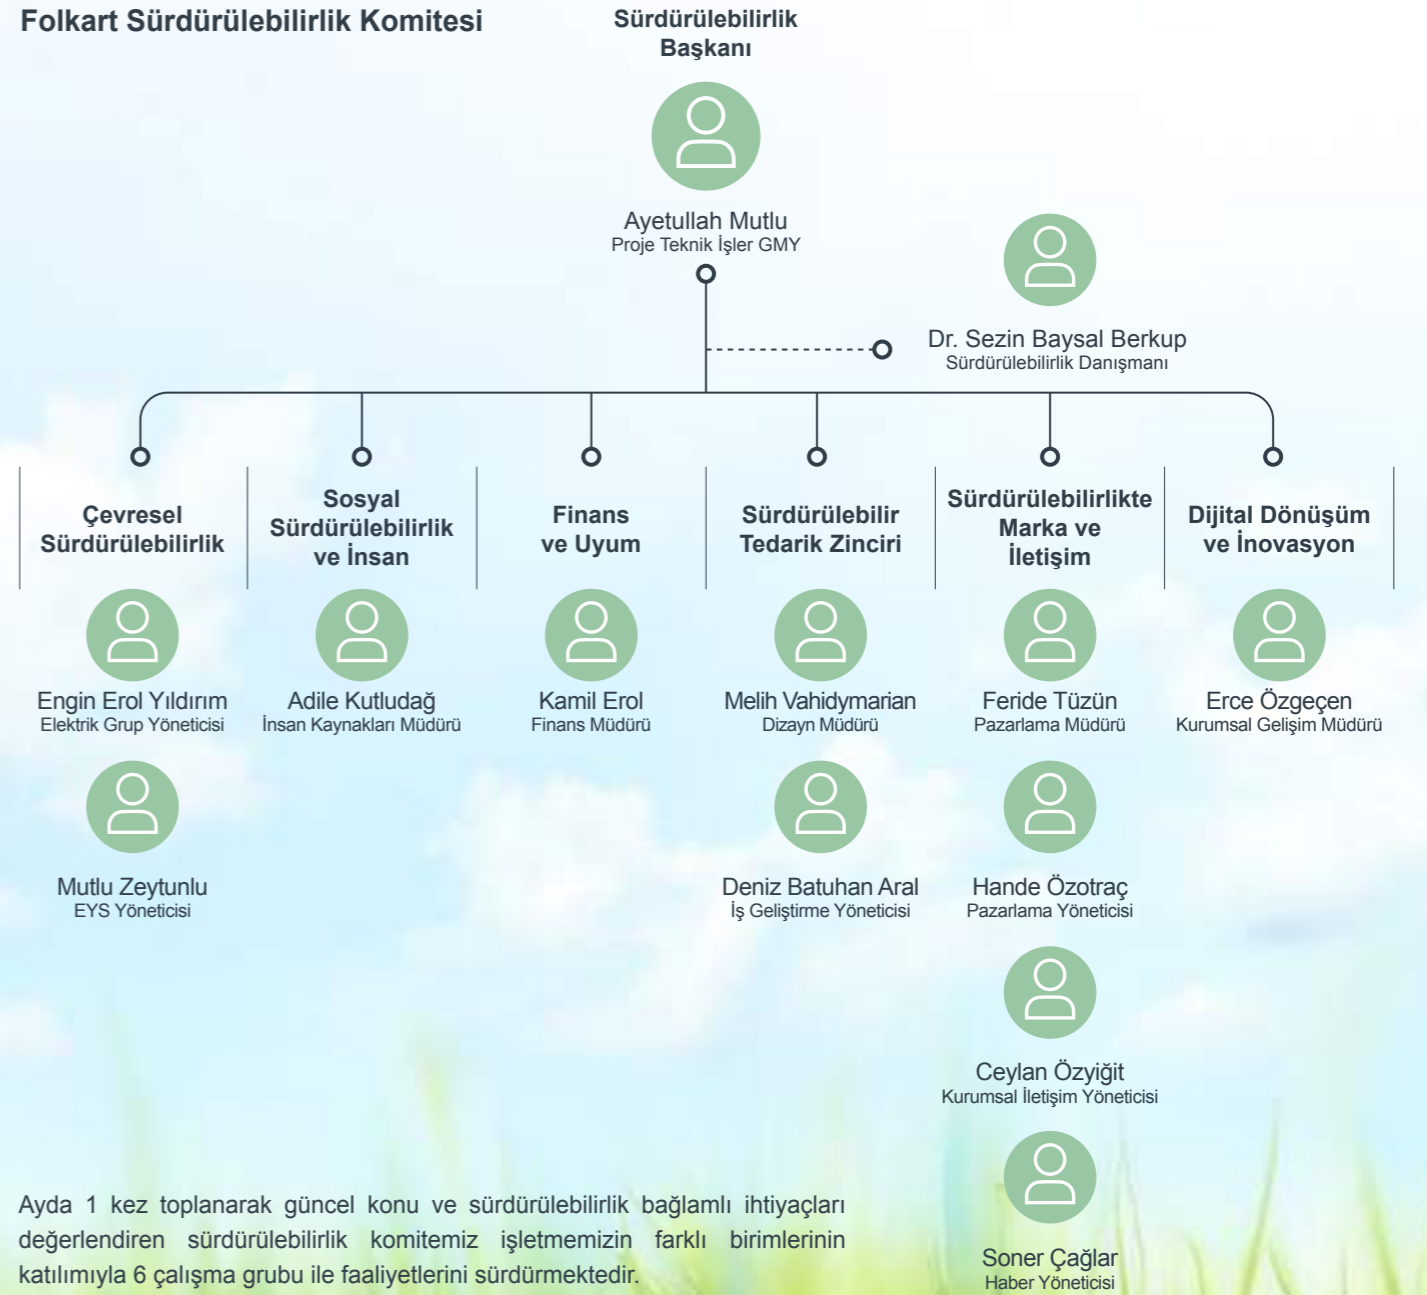 Folkart Sürdürülebilirlik Komitesi
Sürdürülebilirlik
Başkanı
Ayetullah Mutlu
Proje Teknik İşler GMY
Dr. Sezin Baysal Berkup
Sürdürülebilirlik Danışmanı
Çevresel
Sürdürülebilirlik
Engin Erol Yıldırım
Elektrik Grup Yöneticisi
Mutlu Zeytunlu
EYS Yöneticisi
Sosyal
Sürdürülebilirlik
ve İnsan
Adile Kutludağ
İnsan Kaynakları Müdürü
Finans
ve Uyum
Kamil Erol
Finans Müdürü
Sürdürülebilir
Tedarik Zinciri
Melih Vahidymarian
Dizayn Müdürü
Deniz Batuhan Aral
İş Geliştirme Yöneticisi
Sürdürülebilirlikte
Marka ve
İletişim
Feride Tüzün
Pazarlama Müdürü
Hande Özotraç
Pazarlama Yöneticisi
Ceylan Özyiğit
Kurumsal İletişim Yöneticisi
Soner Çağlar
Haber Yöneticisi
Dijital Dönüşüm
ve İnovasyon
Erce Özgeçen
Kurumsal Gelişim Müdürü
Ayda 1 kez toplanarak güncel konu ve sürdürülebilirlik bağlamlı ihtiyaçları
değerlendiren sürdürülebilirlik komitemiz işletmemizin farklı birimlerinin
katılımıyla 6 çalışma grubu ile faaliyetlerini sürdürmektedir.